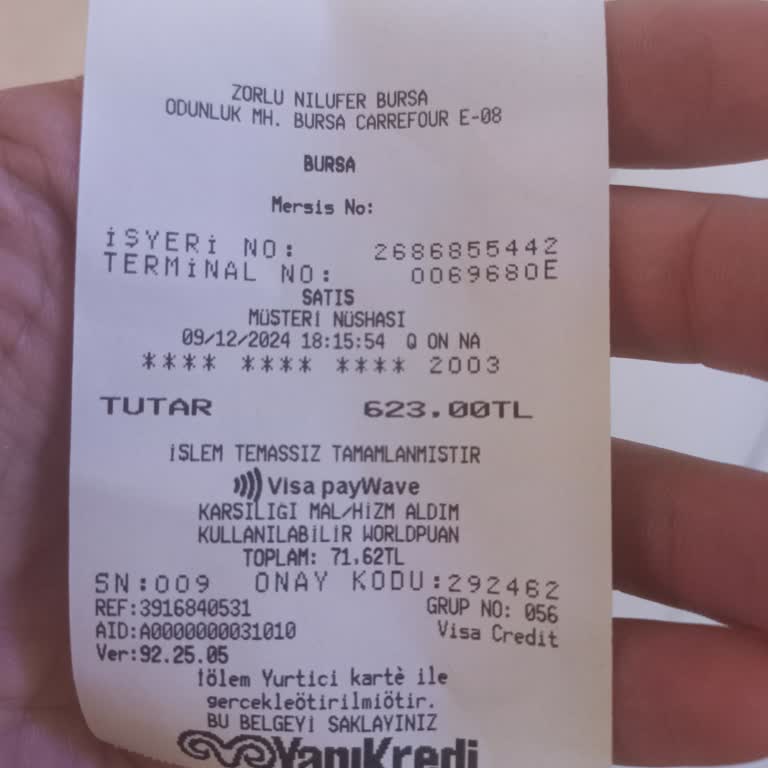 ZORLU NILUFER BURSA
ODUNLUK MH. BURSA CARREFOUR E-08
BURSA
Mersis No:
İŞYERİ NO: 2686855442
TERMİNAL NO: 0069680E
SATIS
MÜSTERİ NÜSHASI
09/12/2024 18:15:54 Q ON NA
**** **** **** 2003
TUTAR 623.00TL
İSLEM TEMASSIZ TAMAMLANMISTIR
Visa payWave
KARSILIGI MAL/HİZM ALDIM
KULLANILABİLİR WORLDPUAN
TOPLAM: 71.62TL
SN:009 ONAY KODU:292462
REF:3916840531 GRUP NO: 056
AID:A0000000031010 Visa Credit
Ver:92.25.05
İölem Yurtici kartè ile
gercekleötirilmiötir.
BU BELGEYİ SAKLAYINIZ
YapıKredi